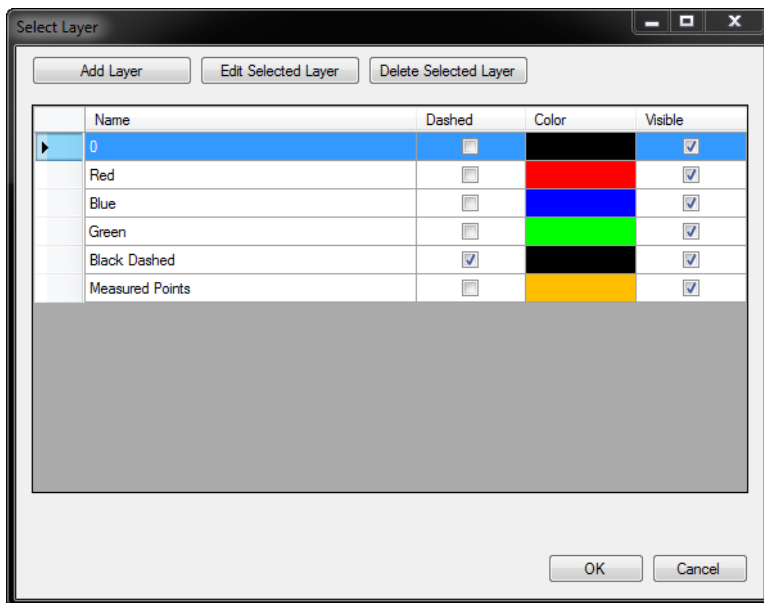 Select Layer
Add Layer Edit Selected Layer Delete Selected Layer
Name Dashed Color Visible
0
Red
Blue
Green
Black Dashed
Measured Points
OK Cancel